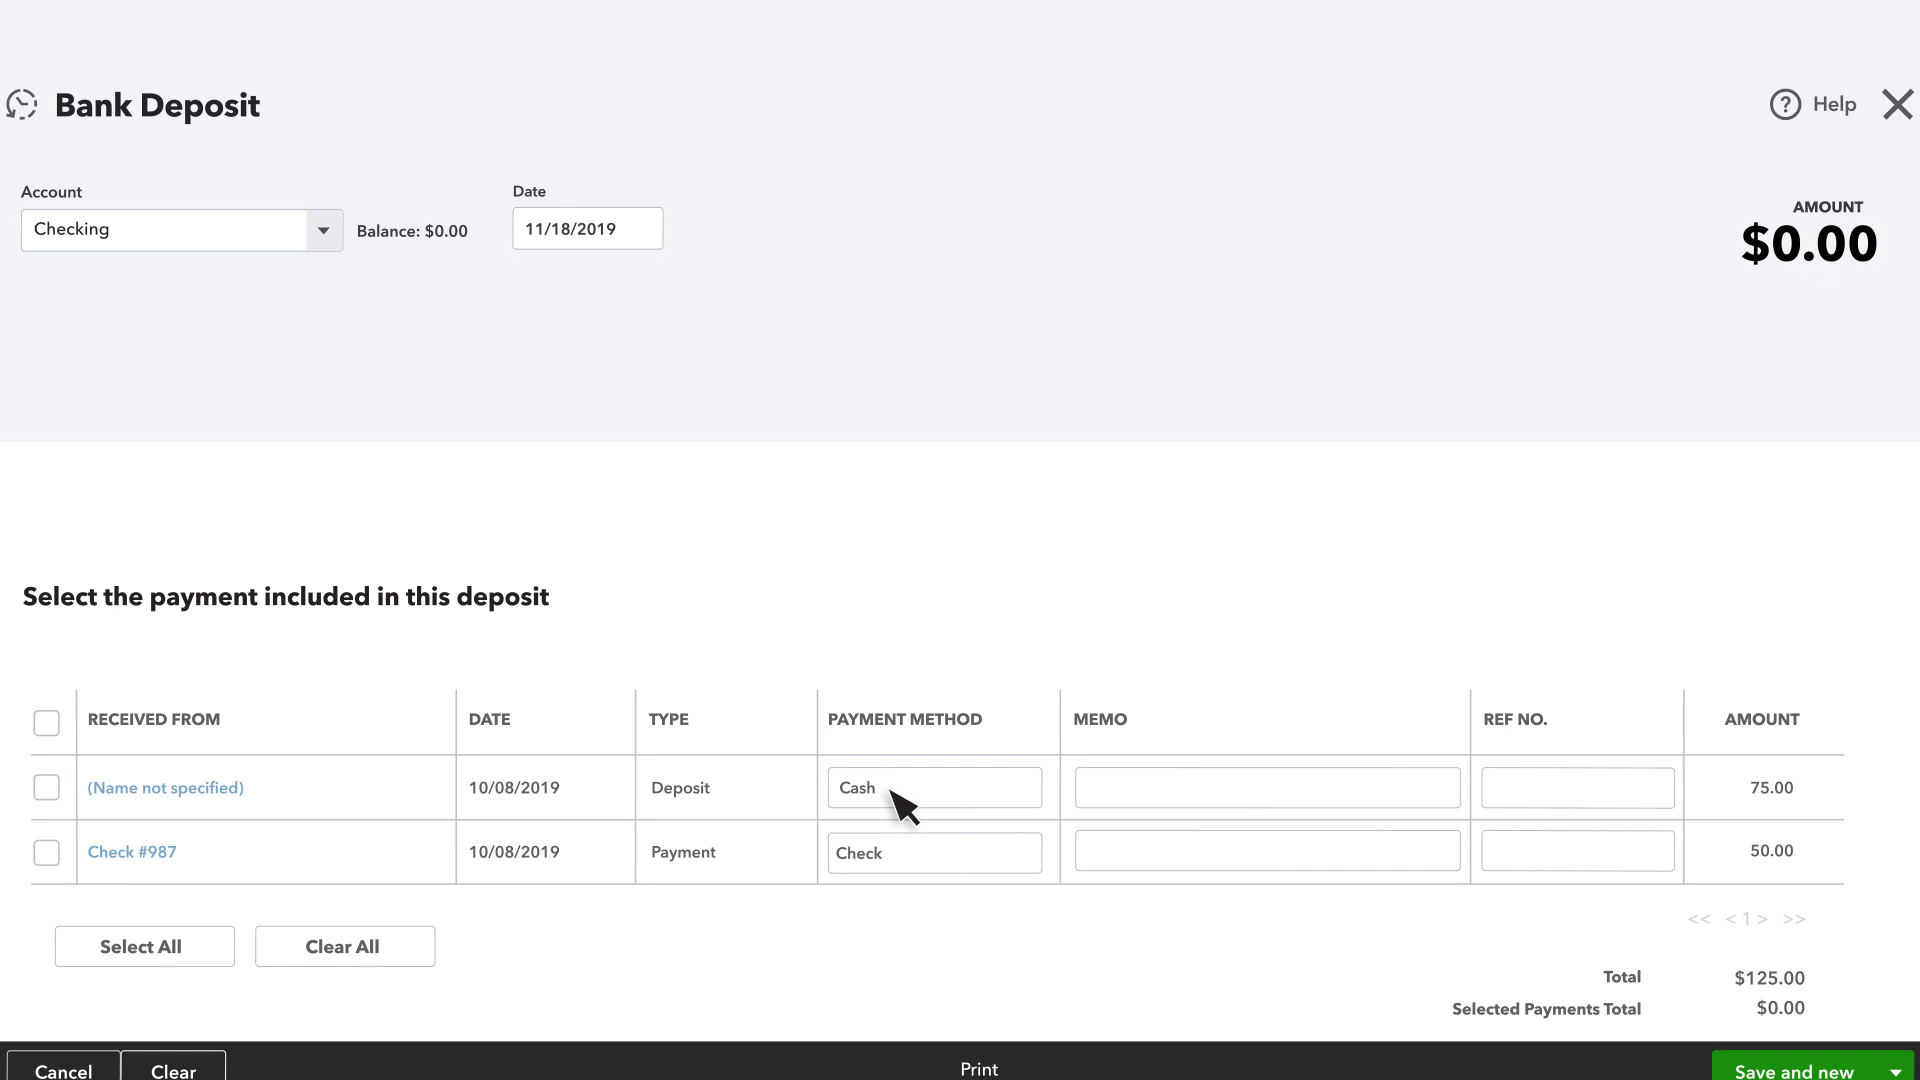 Bank Deposit
Help
Account
Date
Checking
Balance: $0.00
11/18/2019
AMOUNT
$0.00
Select the payment included in this deposit
RECEIVED FROM DATE TYPE PAYMENT METHOD MEMO REF NO. AMOUNT
(Name not specified) 10/08/2019 Deposit Cash 75.00
Check #987 10/08/2019 Payment Check 50.00
<< < 1 > >>
Select All Clear All
Total $125.00
Selected Payments Total $0.00
Cancel Clear Print Save and new